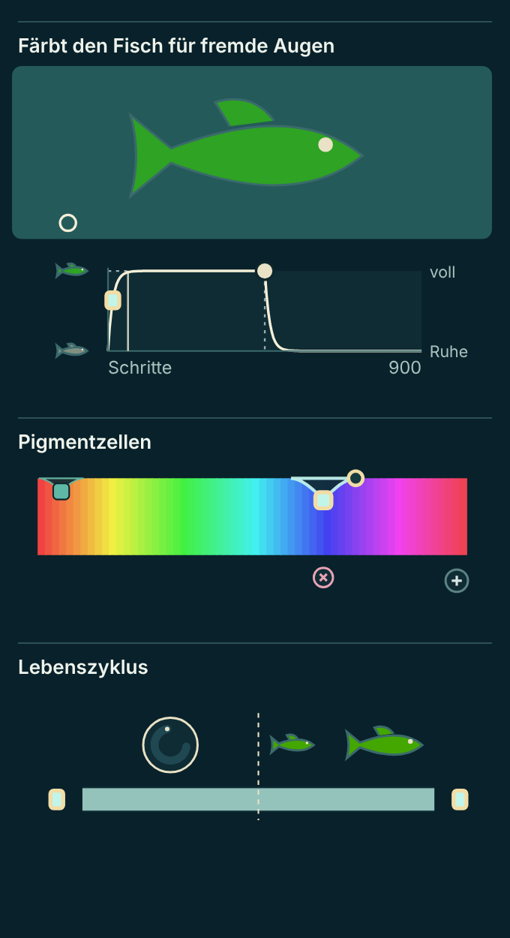 Färbt den Fisch für fremde Augen
voll
Ruhe
Schritte 900
Pigmentzellen
Lebenszyklus